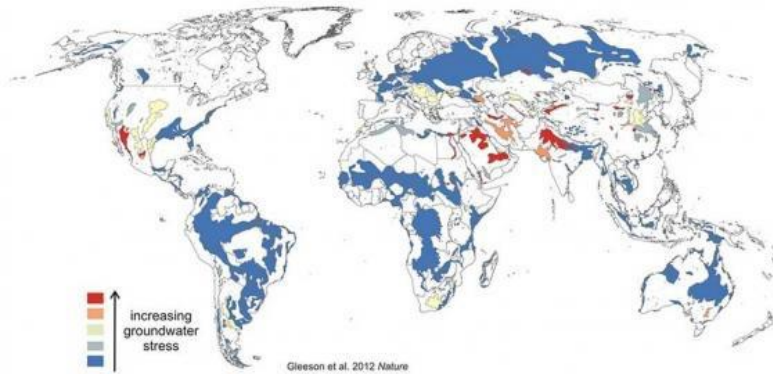 increasing
groundwater
stress
Gleeson et al. 2012 Nature